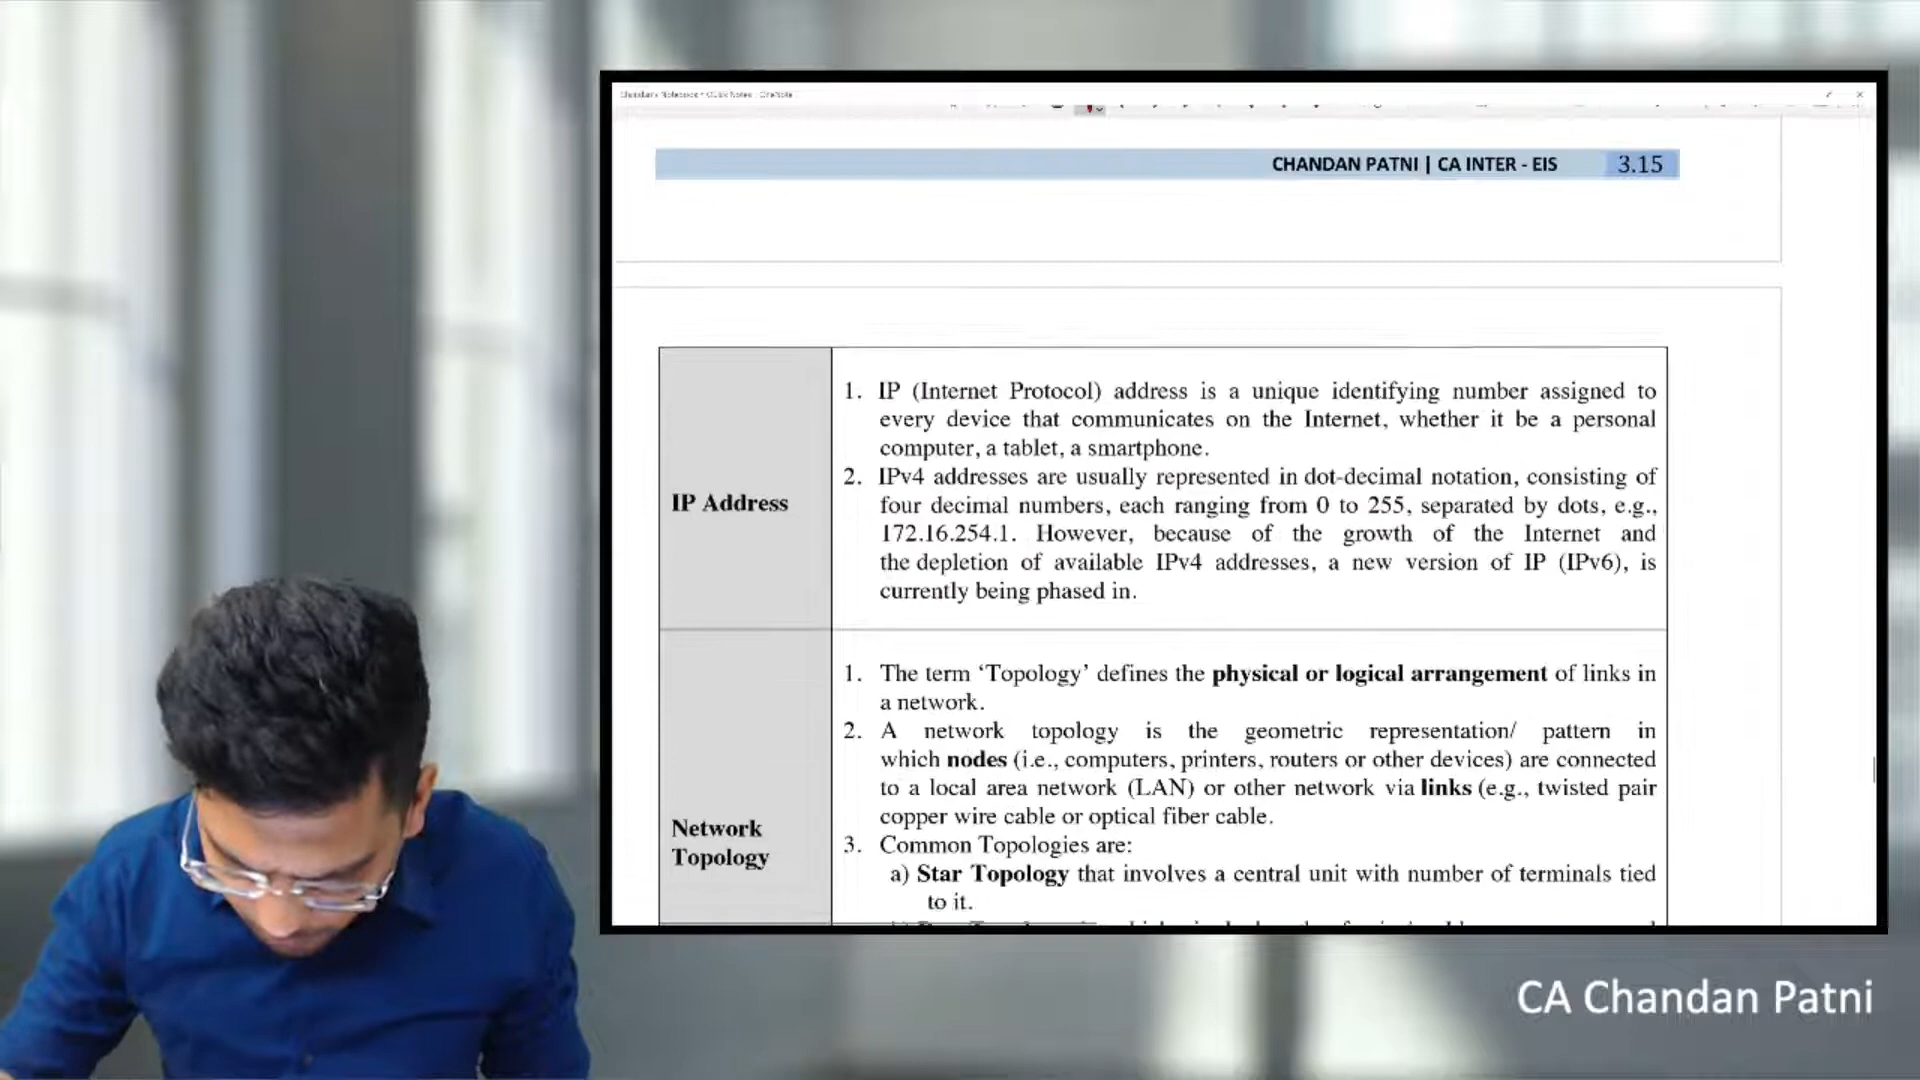 CHANDAN PATNI | CA INTER - EIS 3.15
IP Address
1. IP (Internet Protocol) address is a unique identifying number assigned to
every device that communicates on the Internet, whether it be a personal
computer, a tablet, a smartphone.
2. IPv4 addresses are usually represented in dot-decimal notation, consisting of
four decimal numbers, each ranging from 0 to 255, separated by dots, e.g.,
172.16.254.1. However, because of the growth of the Internet and
the depletion of available IPv4 addresses, a new version of IP (IPv6), is
currently being phased in.
Network
Topology
1. The term ‘Topology’ defines the physical or logical arrangement of links in
a network.
2. A network topology is the geometric representation/ pattern in
which nodes (i.e., computers, printers, routers or other devices) are connected
to a local area network (LAN) or other network via links (e.g., twisted pair
copper wire cable or optical fiber cable.
3. Common Topologies are:
a) Star Topology that involves a central unit with number of terminals tied
to it.
CA Chandan Patni